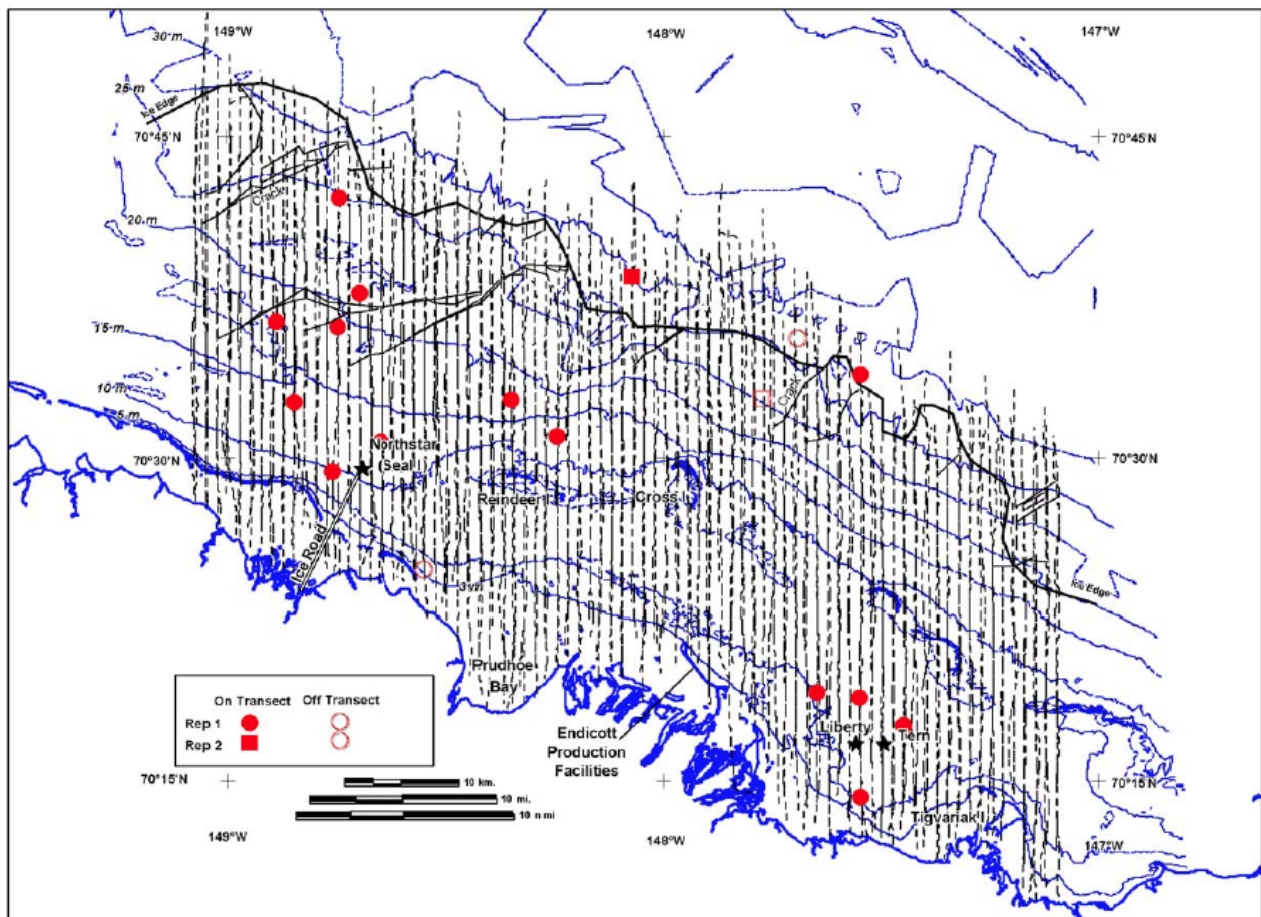 149°W
148°W
147°W
30 m
25 m
Ice Edge
70°45'N
70°45'N
Crack
20 m
15 m
10 m
5 m
Crack
Northstar
(Seal I.)
70°30'N
70°30'N
Reindeer I.
Cross I.
Ice Road
3 m
Ice Edge
Prudhoe
Bay
On Transect
Off Transect
Rep 1
Rep 2
Endicott
Production
Facilities
Liberty
Tern
70°15'N
10 km.
10 mi.
10 n mi
70°15'N
Tigvariak I.
149°W
148°W
147°W